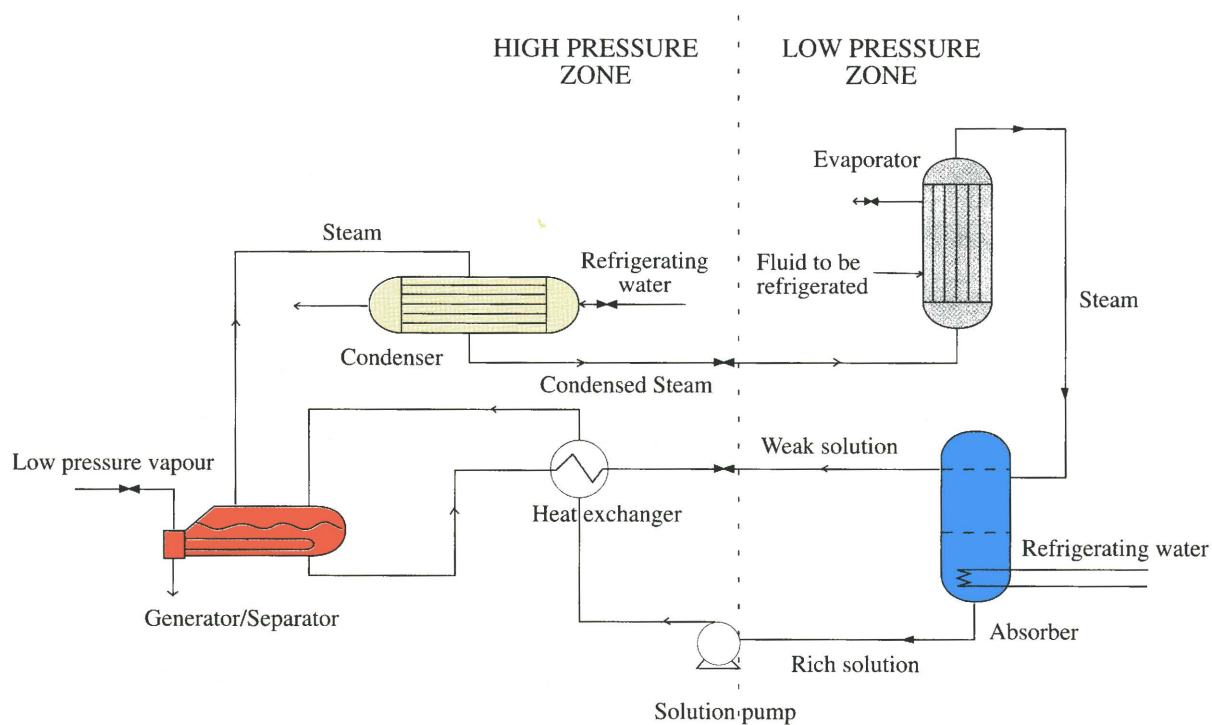 HIGH PRESSURE
ZONE
LOW PRESSURE
ZONE
Evaporator
Steam
Refrigerating
water
Fluid to be
refrigerated
Steam
Condenser
Condensed Steam
Weak solution
Low pressure vapour
Heat exchanger
Refrigerating water
Generator/Separator
Absorber
Rich solution
Solution pump